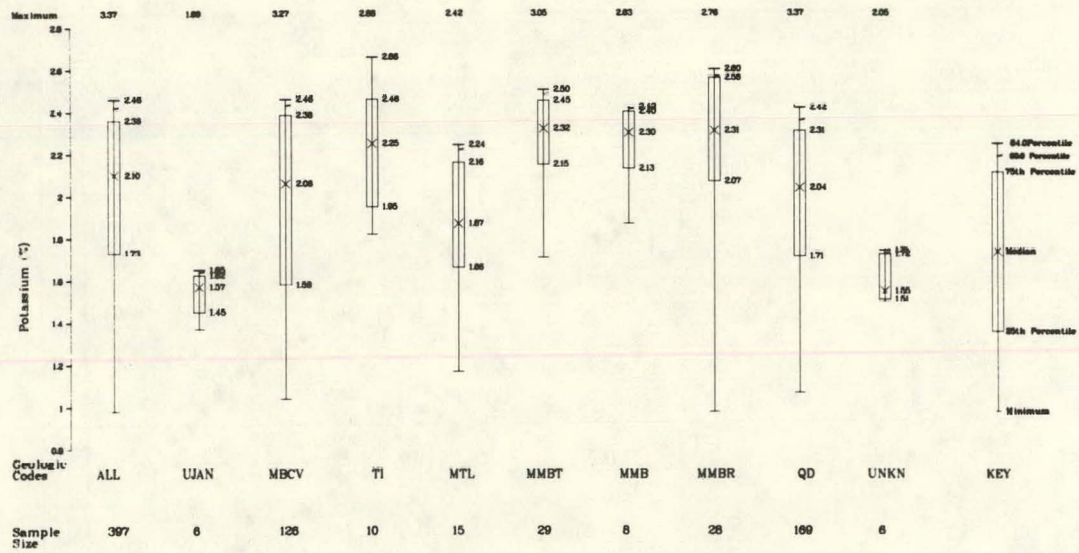 Maximum 3.37 1.88 3.27 2.88 2.42 3.05 2.83 2.76 3.37 2.05
2.8
2.6
2.4
2.2
2
1.8
1.6
1.4
1.2
1
0.8
Potassium (%)
2.46 2.38 2.10 1.73
1.57 1.45
2.46 2.38 2.06 1.58
2.66 2.46 2.25 1.95
2.24 2.16 1.87 1.66
2.50 2.45 2.32 2.15
2.40 2.30 2.13
2.60 2.58 2.31 2.07
2.42 2.31 2.04 1.71
1.72 1.55 1.51
Percentile
Percentile
75th Percentile
Median
25th Percentile
Minimum
Geologic Codes ALL UJAN MBCV TI MTL MMBT MMB MMBR QD UNKN KEY
Sample Size 397 6 126 10 15 29 8 28 169 6